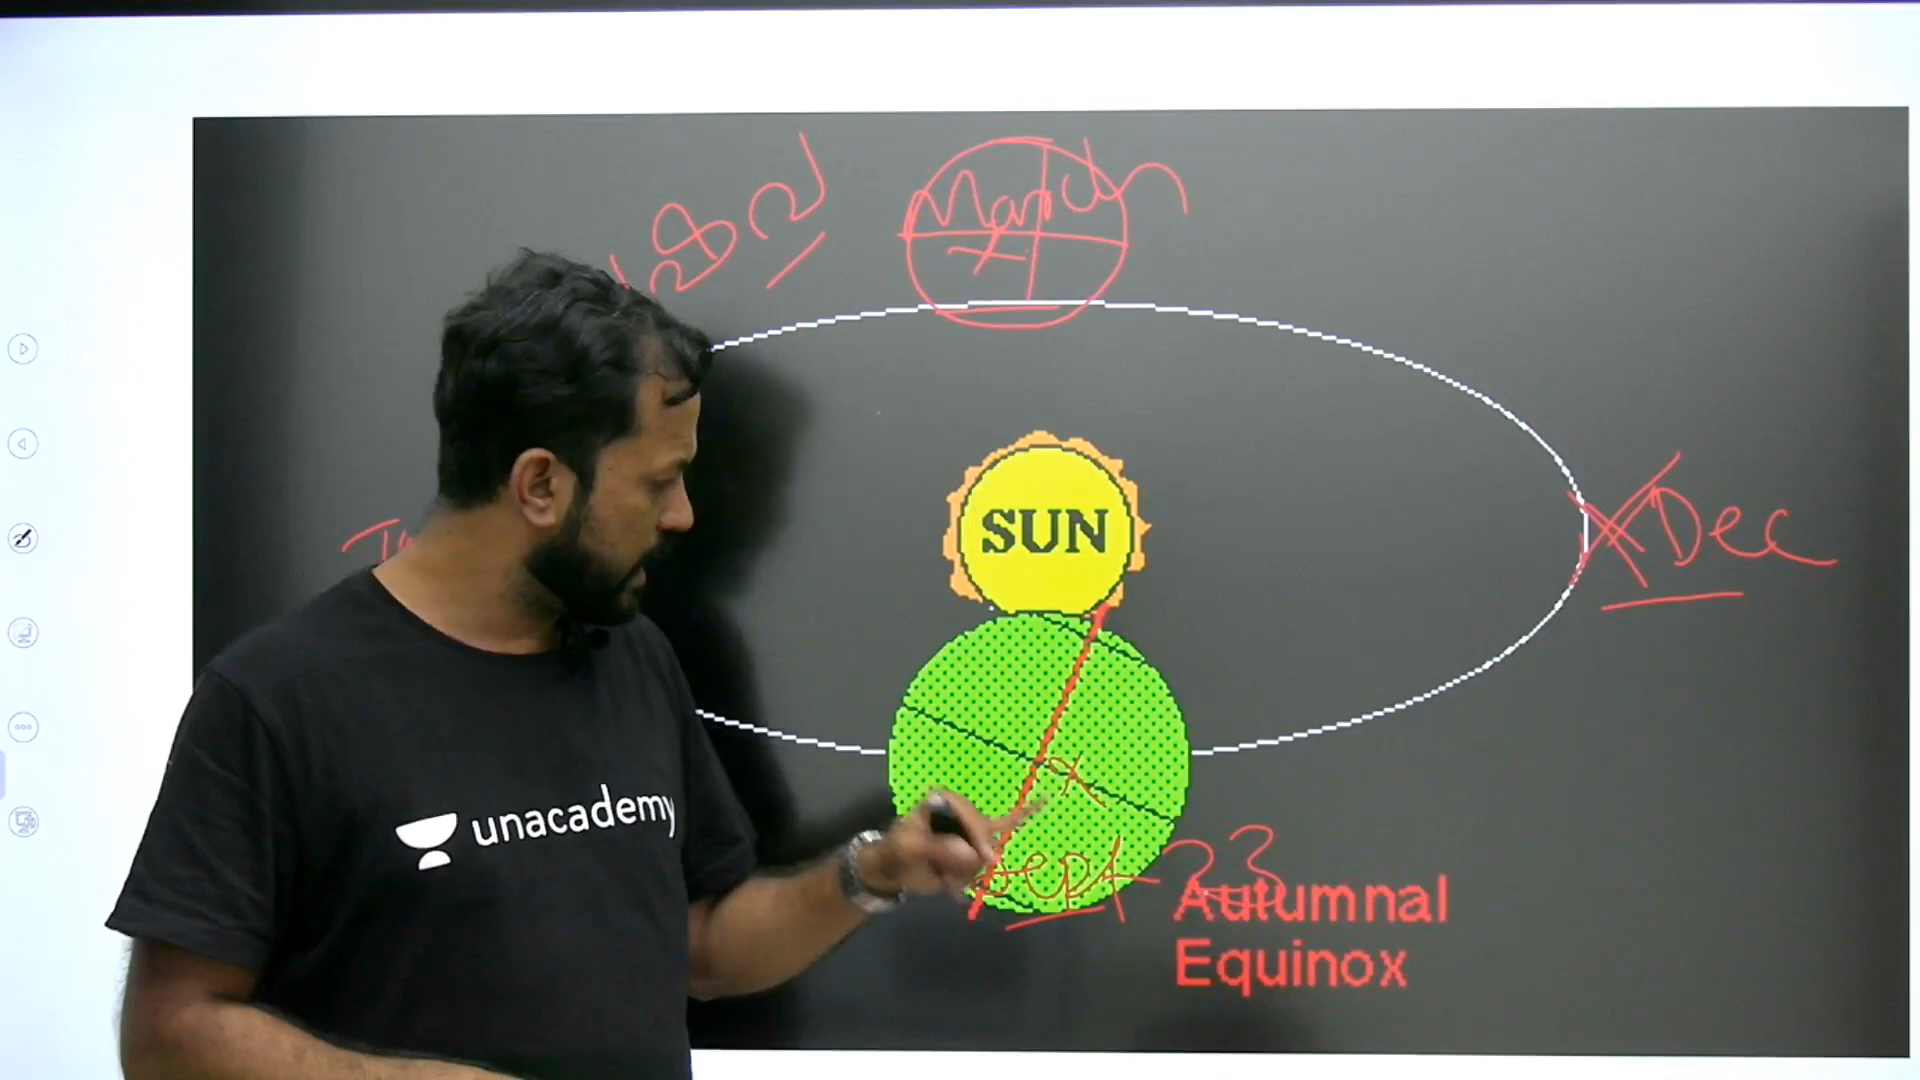 March
SUN
Dec
Sept - 23
Autumnal
Equinox
unacademy